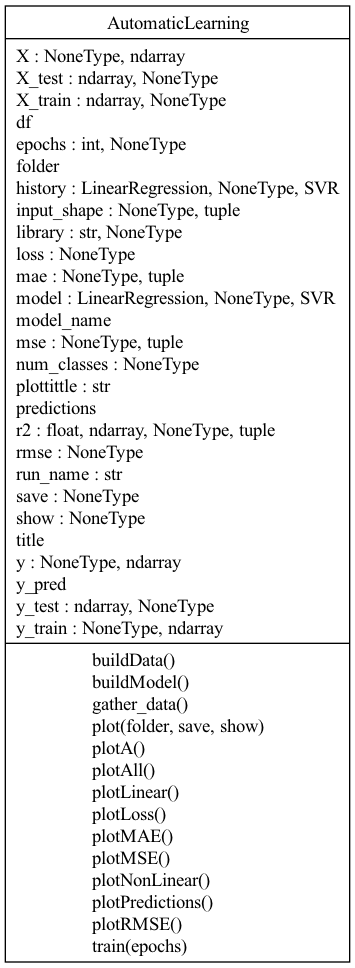 AutomaticLearning
X : NoneType, ndarray
X_test : ndarray, NoneType
X_train : ndarray, NoneType
df
epochs : int, NoneType
folder
history : LinearRegression, NoneType, SVR
input_shape : NoneType, tuple
library : str, NoneType
loss : NoneType
mae : NoneType, tuple
model : LinearRegression, NoneType, SVR
model_name
mse : NoneType, tuple
num_classes : NoneType
plottittle : str
predictions
r2 : float, ndarray, NoneType, tuple
rmse : NoneType
run_name : str
save : NoneType
show : NoneType
title
y : NoneType, ndarray
y_pred
y_test : ndarray, NoneType
y_train : NoneType, ndarray
buildData()
buildModel()
gather_data()
plot(folder, save, show)
plotA()
plotAll()
plotLinear()
plotLoss()
plotMAE()
plotMSE()
plotNonLinear()
plotPredictions()
plotRMSE()
train(epochs)